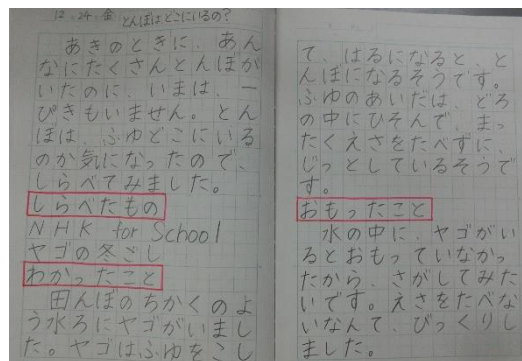 12.24.金 とんぼはどこにいるの？
あきのときに、あん
なにたくさんとんぼが
いたのに、いまは、一
ぴきもいません。とん
ぼは、ふゆどこにいる
のか気になったので、
しらべてみました。
しらべたもの
NHK for School
ヤゴの冬ごし
わかったこと
田んぼのちかくのよ
う水ろにヤゴがいまし
た。ヤゴはふゆをこし
て、はるになると、と
んぼになるそうです。
ふゆのあいだは、どろ
の中にひそんで、まっ
たくえさをたべずに、
じっとしているそうで
す。
おもったこと
水の中に、ヤゴがい
るとおもっていなかっ
たから、さがしてみた
いです。えさをたべな
いなんて、びっくりし
ました。